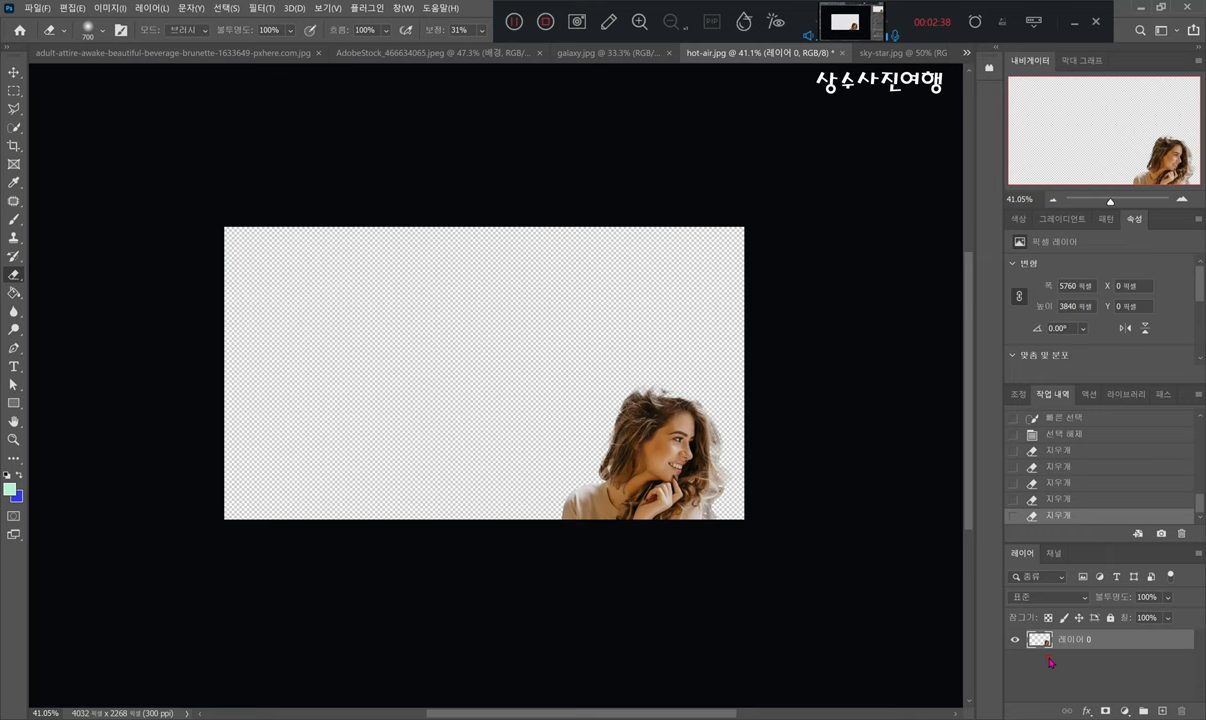 파일(F) 편집(E) 이미지(I) 레이어(L) 문자(Y) 선택(S) 필터(T) 3D(D) 보기(V) 플러그인 창(W) 도움말(H)
00:02:38
700 모드: 브러시 불투명도: 100% 흐름: 100% 보정: 31%
adult-attire-awake-beautiful-beverage-brunette-1633649-pxhere.com.jpg × AdobeStock_466634065.jpeg @ 47.3% (배경, RGB/... × galaxy.jpg @ 33.3% (RGB/8) × hot-air.jpg @ 41.1% (레이어 0, RGB/8) * × sky-star.jpg @ 50% (RG
상수사진여행
내비게이터 막대 그래프
41.05%
색상 그레이디언트 패턴 속성
픽셀 레이어
변형
폭 5760 픽셀 X 0 픽셀
높이 3840 픽셀 Y 0 픽셀
0.00°
맞춤 및 분포
조정 작업 내역 액션 라이브러리 패스
빠른 선택
선택 해제
지우개
지우개
지우개
지우개
지우개
레이어 채널
종류
표준 불투명도: 100%
잠그기: 칠: 100%
레이어 0
41.05% 4032 픽셀 x 2268 픽셀 (300 ppi)